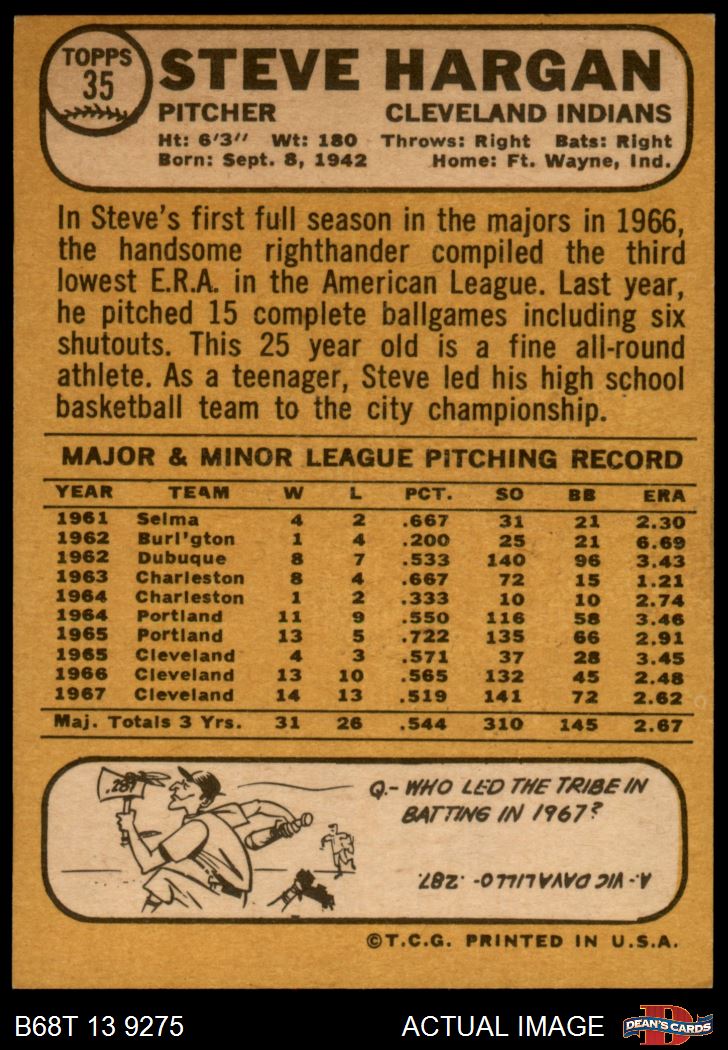 TOPPS
35
STEVE HARGAN
PITCHER CLEVELAND INDIANS
Ht: 6'3" Wt: 180 Throws: Right Bats: Right
Born: Sept. 8, 1942 Home: Ft. Wayne, Ind.
In Steve's first full season in the majors in 1966,
the handsome righthander compiled the third
lowest E.R.A. in the American League. Last year,
he pitched 15 complete ballgames including six
shutouts. This 25 year old is a fine all-round
athlete. As a teenager, Steve led his high school
basketball team to the city championship.
MAJOR & MINOR LEAGUE PITCHING RECORD
YEAR TEAM W L PCT. SO BB ERA
1961 Selma 4 2 .667 31 21 2.30
1962 Burl'gton 1 4 .200 25 21 6.69
1962 Dubuque 8 7 .533 140 96 3.43
1963 Charleston 8 4 .667 72 15 1.21
1964 Charleston 1 2 .333 10 10 2.74
1964 Portland 11 9 .550 116 58 3.46
1965 Portland 13 5 .722 135 66 2.91
1965 Cleveland 4 3 .571 37 28 3.45
1966 Cleveland 13 10 .565 132 45 2.48
1967 Cleveland 14 13 .519 141 72 2.62
Maj. Totals 3 Yrs. 31 26 .544 310 145 2.67
.287
Q.- WHO LED THE TRIBE IN
BATTING IN 1967?
A.- VIC DAVALILLO - .287.
©T.C.G. PRINTED IN U.S.A.
B68T 13 9275 ACTUAL IMAGE
D
DEAN'S CARDS